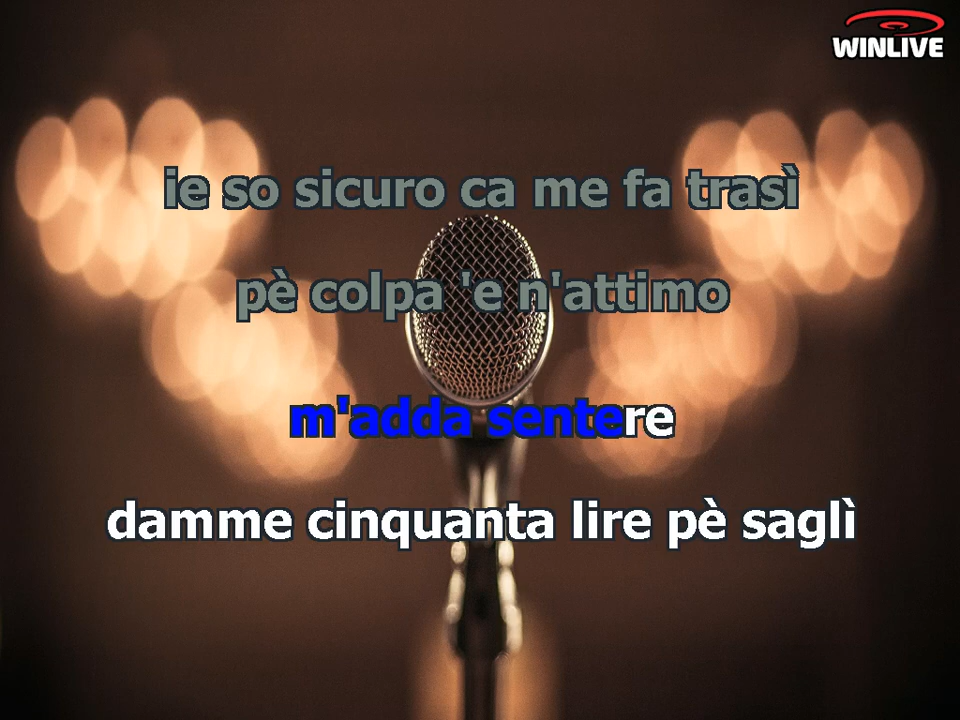 WINLIVE
ie so sicuro ca me fa trasì
pè colpa 'e n'attimo
m'adda sentere
damme cinquanta lire pè saglì